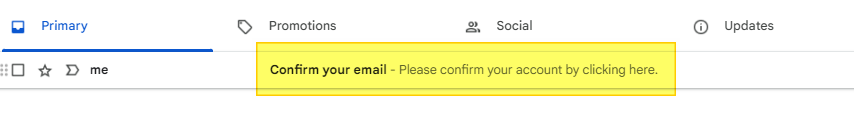 Primary Promotions Social Updates
me Confirm your email - Please confirm your account by clicking here.